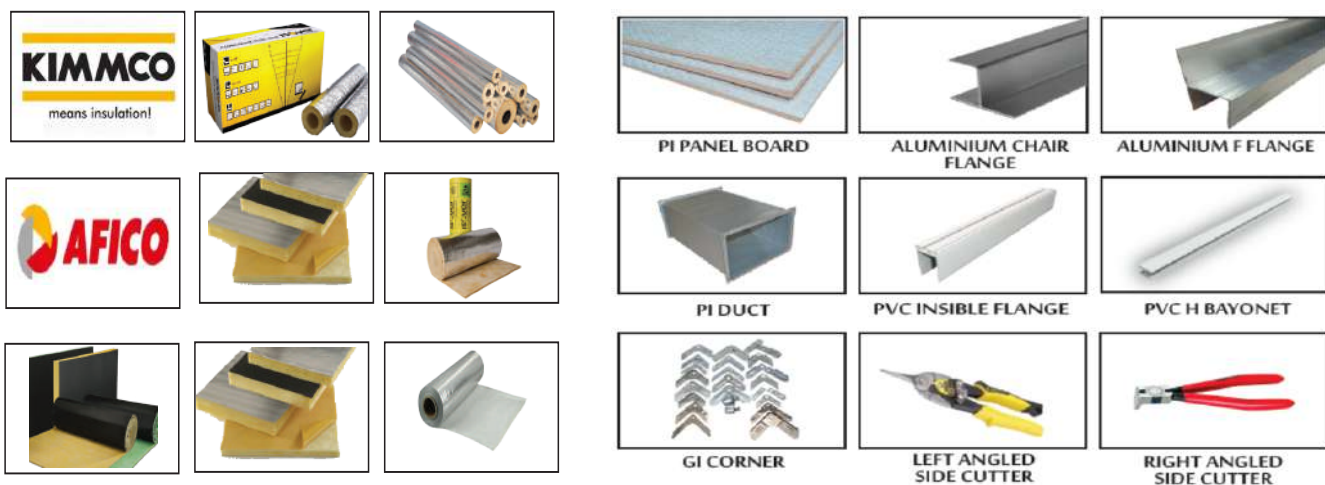 KIMMCO
means insulation!
AFICO
PI PANEL BOARD
ALUMINIUM CHAIR
FLANGE
ALUMINIUM F FLANGE
PI DUCT
PVC INSIBLE FLANGE
PVC H BAYONET
GI CORNER
LEFT ANGLED
SIDE CUTTER
RIGHT ANGLED
SIDE CUTTER